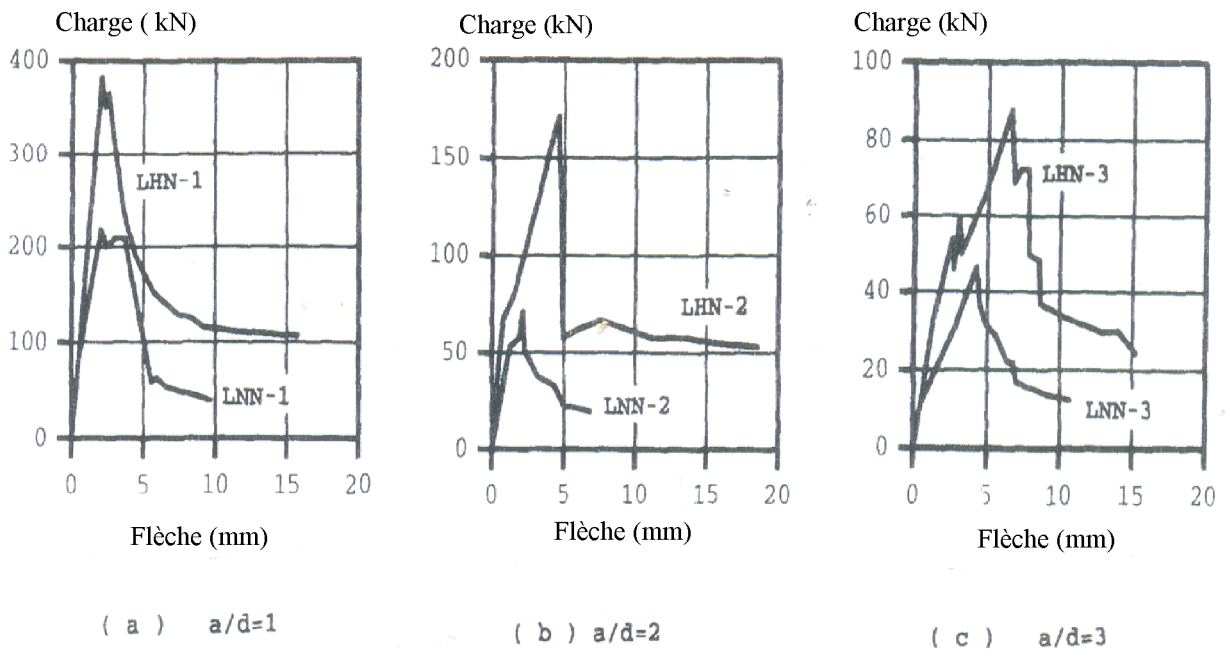 Charge ( kN)
400
300
200
100
0
LHN-1
LNN-1
0 5 10 15 20
Flèche (mm)
( a ) a/d=1
Charge (kN)
200
150
100
50
0
LHN-2
LNN-2
0 5 10 15 20
Flèche (mm)
( b ) a/d=2
Charge (kN)
100
80
60
40
20
0
LHN-3
LNN-3
0 5 10 15 20
Flèche (mm)
( c ) a/d=3